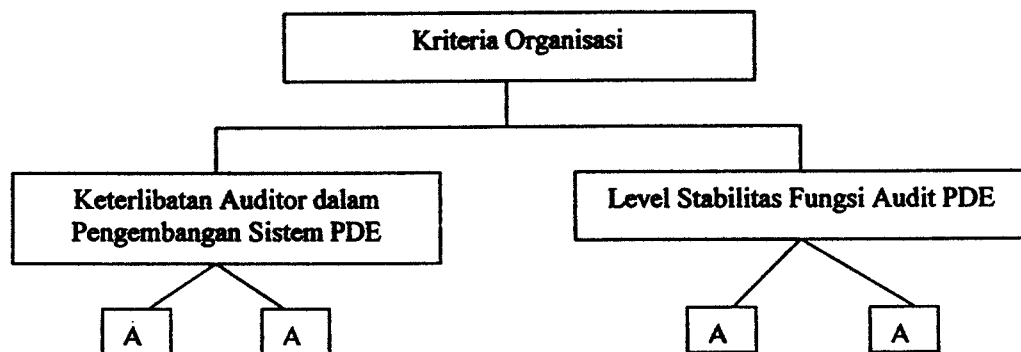 Kriteria Organisasi
Keterlibatan Auditor dalam
Pengembangan Sistem PDE
Level Stabilitas Fungsi Audit PDE
A
A
A
A